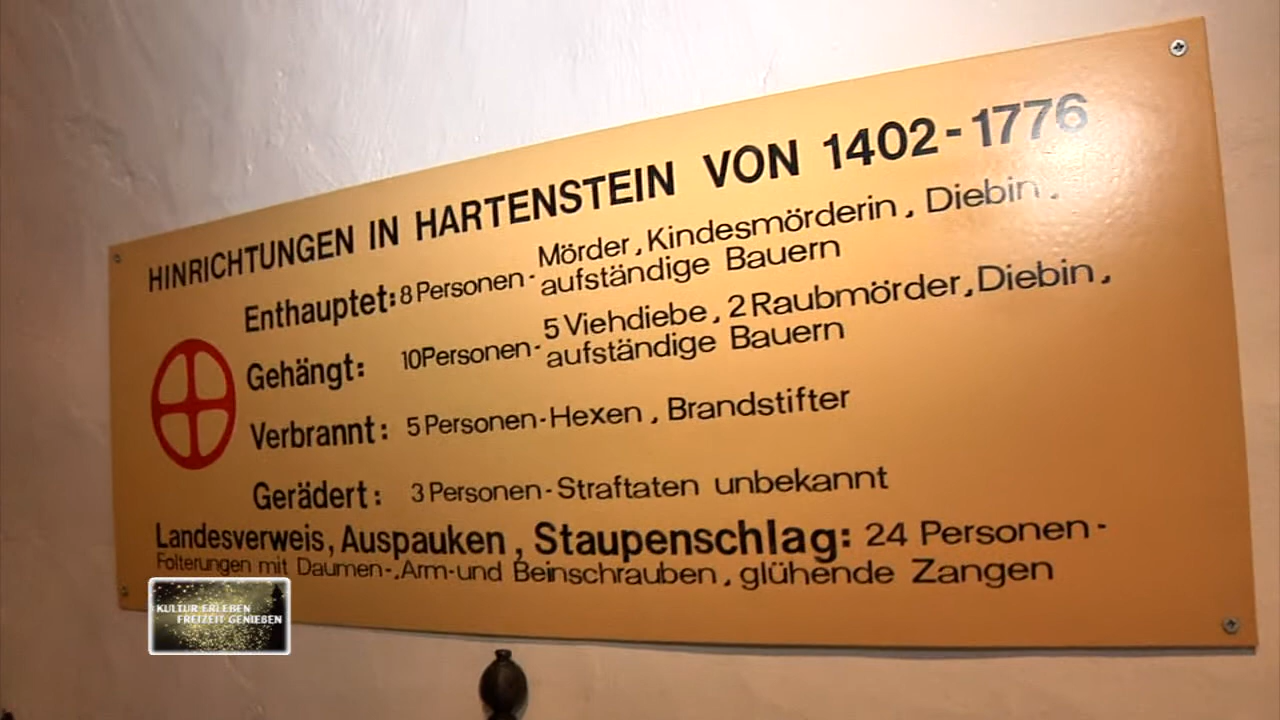 HINRICHTUNGEN IN HARTENSTEIN VON 1402-1776
Enthauptet: 8 Personen- Mörder, Kindesmörderin, Diebin,
aufständige Bauern
Gehängt: 10Personen- 5 Viehdiebe, 2 Raubmörder, Diebin,
aufständige Bauern
Verbrannt: 5 Personen-Hexen, Brandstifter
Gerädert: 3 Personen-Straftaten unbekannt
Landesverweis, Auspauken, Staupenschlag: 24 Personen-
Folterungen mit Daumen-, Arm-und Beinschrauben, glühende Zangen
KULTUR ERLEBEN
FREIZEIT GENIEßEN